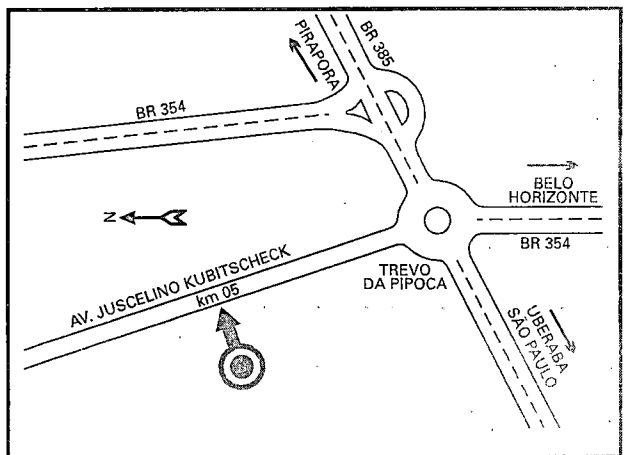 PIRAPORA
BR 385
BR 354
BELO
HORIZONTE
BR 354
N
AV. JUSCELINO KUBITSCHECK
km 05
TREVO
DA PIPOCA
UBERABA
SÃO PAULO